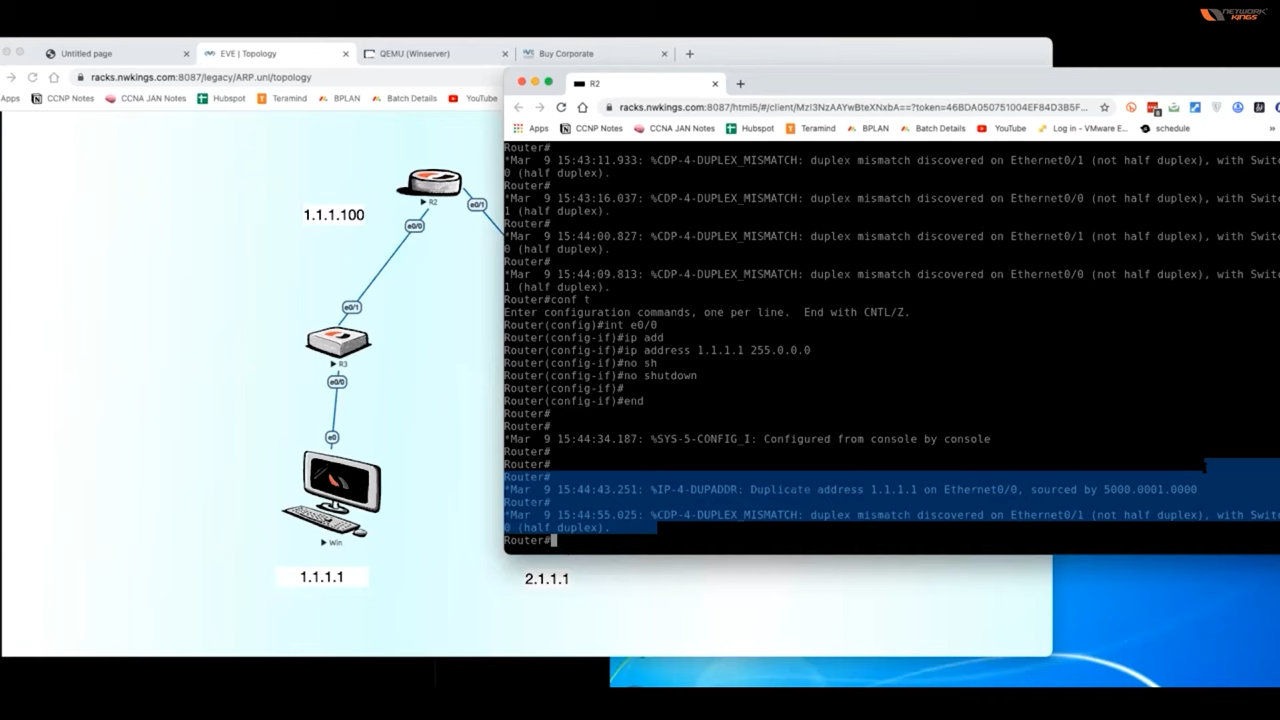 NETWORK
KINGS
Untitled page
EVE | Topology
QEMU (Winserver)
Buy Corporate
racks.nwkings.com:8087/legacy/ARP.unl/topology
Apps
CCNP Notes
CCNA JAN Notes
Hubspot
Teramind
BPLAN
Batch Details
YouTube
R2
racks.nwkings.com:8087/html5/#/client/MzI3NzAAYwBteXNxbA==?token=46BDA050751004EF84D3B5F...
Apps
CCNP Notes
CCNA JAN Notes
Hubspot
Teramind
BPLAN
Batch Details
YouTube
Log in - VMware E...
schedule
»
Router#
*Mar  9 15:43:11.933: %CDP-4-DUPLEX_MISMATCH: duplex mismatch discovered on Ethernet0/1 (not half duplex), with Switc
0 (half duplex).
Router#
*Mar  9 15:43:16.037: %CDP-4-DUPLEX_MISMATCH: duplex mismatch discovered on Ethernet0/0 (not half duplex), with Switc
1 (half duplex).
Router#
*Mar  9 15:44:00.827: %CDP-4-DUPLEX_MISMATCH: duplex mismatch discovered on Ethernet0/1 (not half duplex), with Switc
0 (half duplex).
Router#
*Mar  9 15:44:09.813: %CDP-4-DUPLEX_MISMATCH: duplex mismatch discovered on Ethernet0/0 (not half duplex), with Switc
1 (half duplex).
Router#conf t
Enter configuration commands, one per line.  End with CNTL/Z.
Router(config)#int e0/0
Router(config-if)#ip add
Router(config-if)#ip address 1.1.1.1 255.0.0.0
Router(config-if)#no sh
Router(config-if)#no shutdown
Router(config-if)#
Router(config-if)#end
Router#
Router#
*Mar  9 15:44:34.187: %SYS-5-CONFIG_I: Configured from console by console
Router#
Router#
Router#
*Mar  9 15:44:43.251: %IP-4-DUPADDR: Duplicate address 1.1.1.1 on Ethernet0/0, sourced by 5000.0001.0000
Router#
*Mar  9 15:44:55.025: %CDP-4-DUPLEX_MISMATCH: duplex mismatch discovered on Ethernet0/1 (not half duplex), with Switc
0 (half duplex).
Router#
R2
e0/1
1.1.1.100
e0/0
e0/1
R3
e0/0
e0
Win
1.1.1.1
2.1.1.1